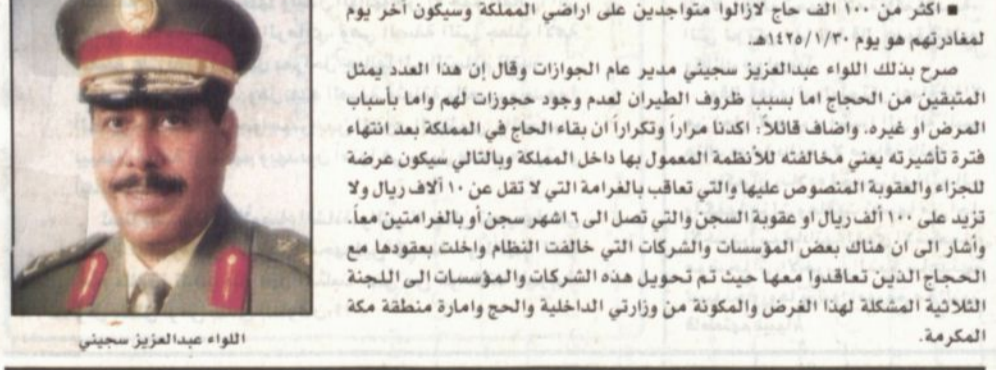 ■ اكثر من ١٠٠ الف حاج لازالوا متواجدين على اراضي المملكة وسيكون آخر يوم
لمغادرتهم هو يوم ١٤٢٥/١/٣٠هـ.
صرح بذلك اللواء عبدالعزيز سجيني مدير عام الجوازات وقال إن هذا العدد يمثل
المتبقين من الحجاج اما بسبب ظروف الطيران لعدم وجود حجوزات لهم واما بأسباب
المرض او غيره. واضاف قائلاً: اكدنا مراراً وتكراراً ان بقاء الحاج في المملكة بعد انتهاء
فترة تأشيرته يعني مخالفته للأنظمة المعمول بها داخل المملكة وبالتالي سيكون عرضة
للجزاء والعقوبة المنصوص عليها والتي تعاقب بالغرامة التي لا تقل عن ١٠ آلاف ريال ولا
تزيد على ١٠٠ ألف ريال او عقوبة السجن والتي تصل الى ٦ اشهر سجن أو بالغرامتين معاً.
وأشار الى أن هناك بعض المؤسسات والشركات التي خالفت النظام واخلت بعقودها مع
الحجاج الذين تعاقدوا معها حيث تم تحويل هذه الشركات والمؤسسات الى اللجنة
الثلاثية المشكلة لهذا الغرض والمكونة من وزارتي الداخلية والحج وامارة منطقة مكة
المكرمة.
اللواء عبدالعزيز سجيني